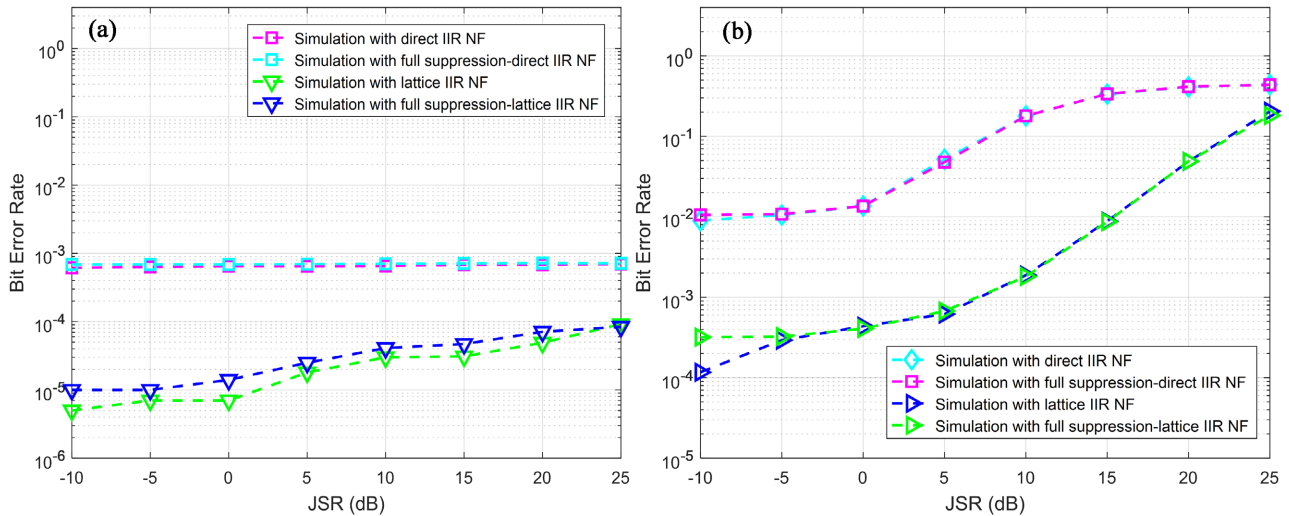 (a)
Simulation with direct IIR NF
Simulation with full suppression-direct IIR NF
Simulation with lattice IIR NF
Simulation with full suppression-lattice IIR NF
10^0
10^-1
10^-2
10^-3
10^-4
10^-5
10^-6
Bit Error Rate
-10 -5 0 5 10 15 20 25
JSR (dB)
(b)
10^0
10^-1
10^-2
10^-3
10^-4
10^-5
Bit Error Rate
Simulation with direct IIR NF
Simulation with full suppression-direct IIR NF
Simulation with lattice IIR NF
Simulation with full suppression-lattice IIR NF
-10 -5 0 5 10 15 20 25
JSR (dB)